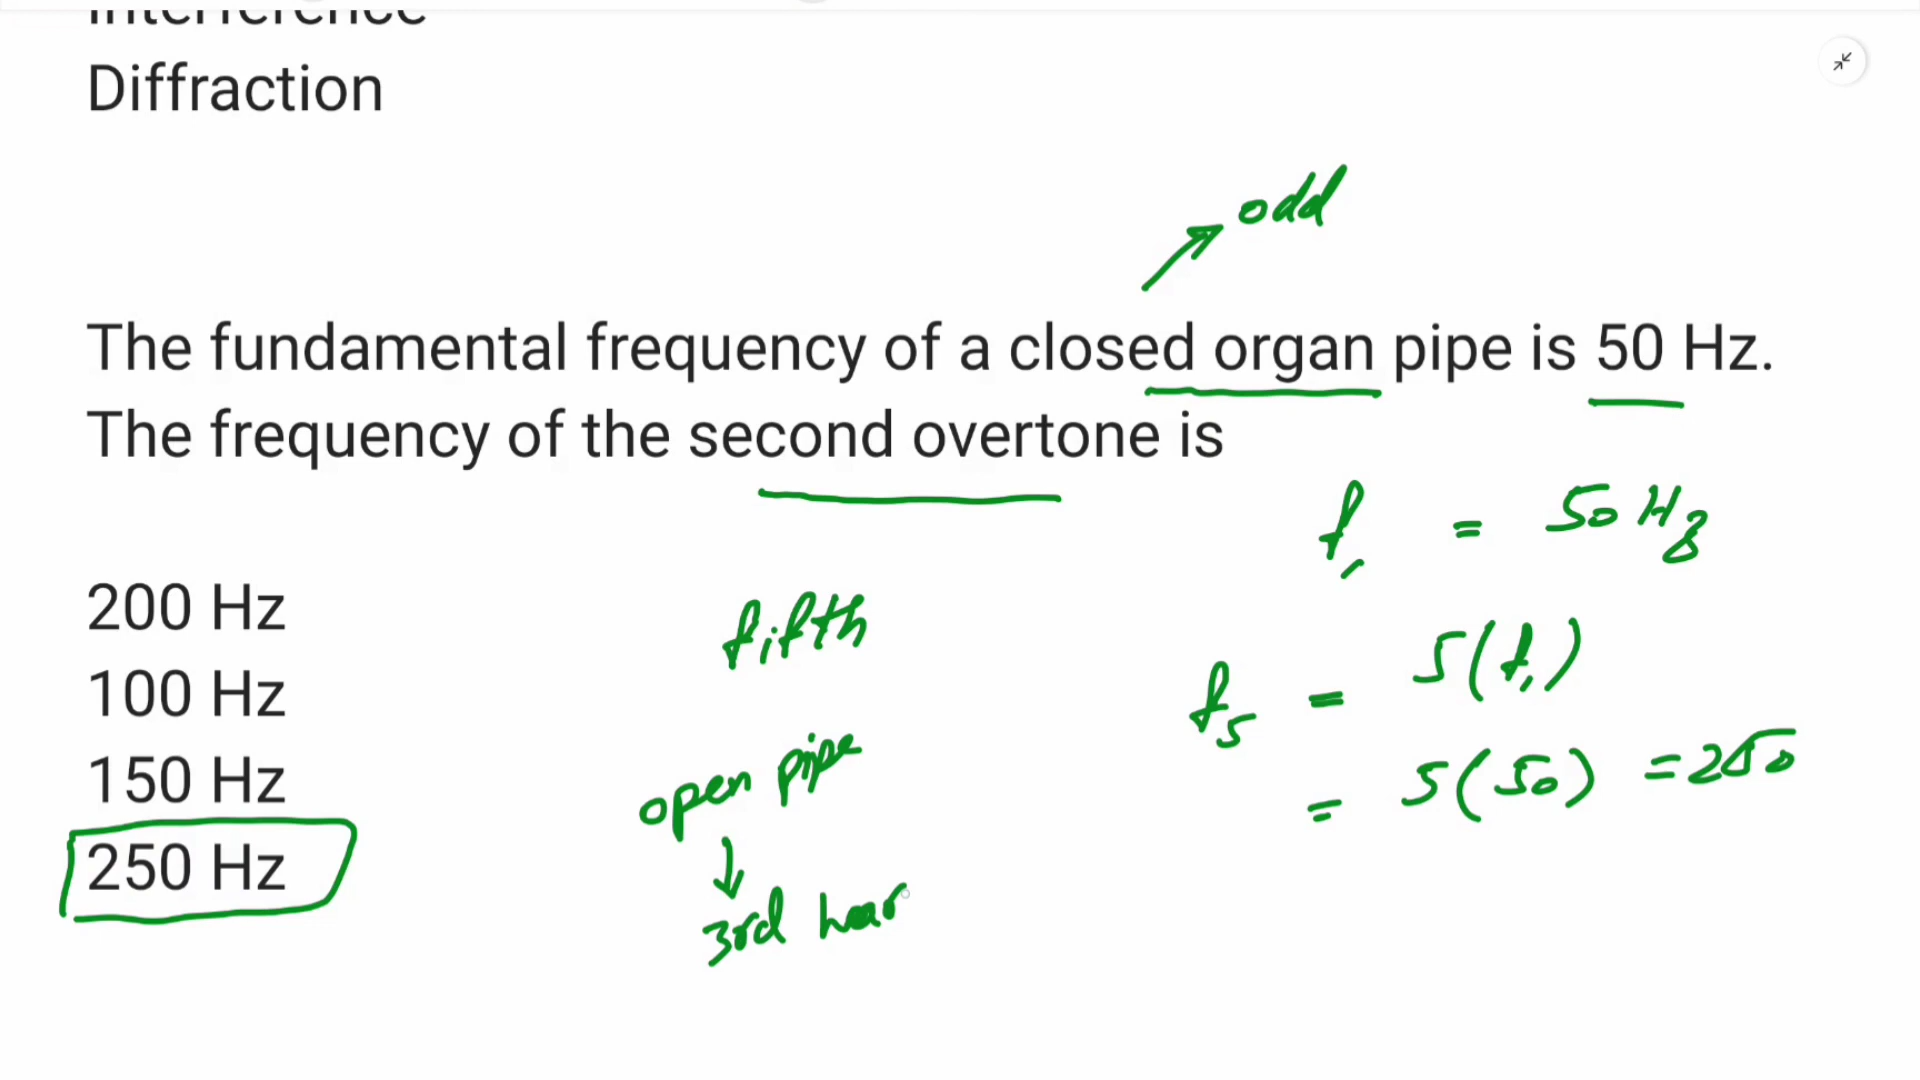 Interference
Diffraction
odd
The fundamental frequency of a closed organ pipe is 50 Hz.
The frequency of the second overtone is
f₁ = 50 Hz
200 Hz
fifth
f₅ = 5(f₁)
100 Hz
open pipe
= 5(50) = 250
150 Hz
250 Hz
3rd har